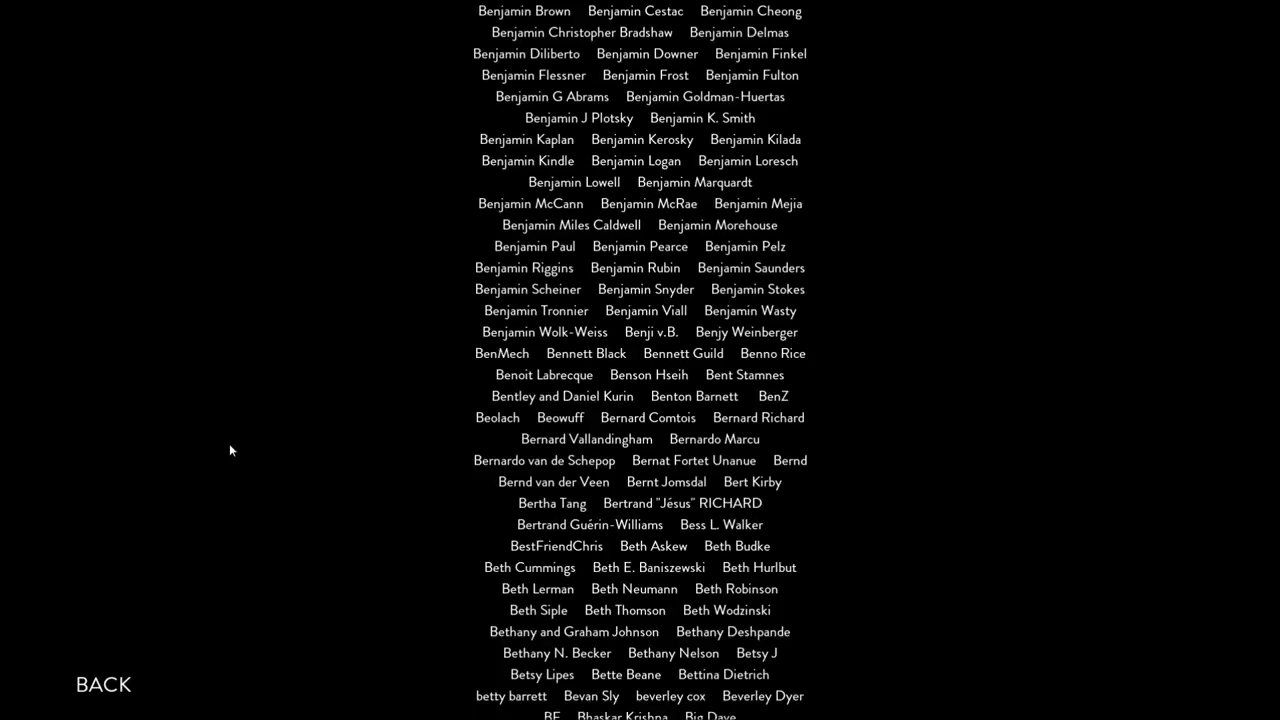 Benjamin Brown Benjamin Cestac Benjamin Cheong
Benjamin Christopher Bradshaw Benjamin Delmas
Benjamin Diliberto Benjamin Downer Benjamin Finkel
Benjamin Flessner Benjamin Frost Benjamin Fulton
Benjamin G Abrams Benjamin Goldman-Huertas
Benjamin J Plotsky Benjamin K. Smith
Benjamin Kaplan Benjamin Kerosky Benjamin Kilada
Benjamin Kindle Benjamin Logan Benjamin Loresch
Benjamin Lowell Benjamin Marquardt
Benjamin McCann Benjamin McRae Benjamin Mejia
Benjamin Miles Caldwell Benjamin Morehouse
Benjamin Paul Benjamin Pearce Benjamin Pelz
Benjamin Riggins Benjamin Rubin Benjamin Saunders
Benjamin Scheiner Benjamin Snyder Benjamin Stokes
Benjamin Tronnier Benjamin Viall Benjamin Wasty
Benjamin Wolk-Weiss Benji v.B. Benjy Weinberger
BenMech Bennett Black Bennett Guild Benno Rice
Benoit Labrecque Benson Hseih Bent Stamnes
Bentley and Daniel Kurin Benton Barnett BenZ
Beolach Beowuff Bernard Comtois Bernard Richard
Bernard Vallandingham Bernardo Marcu
Bernardo van de Schepop Bernat Fortet Unanue Bernd
Bernd van der Veen Bernt Jomsdal Bert Kirby
Bertha Tang Bertrand "Jésus" RICHARD
Bertrand Guérin-Williams Bess L. Walker
BestFriendChris Beth Askew Beth Budke
Beth Cummings Beth E. Baniszewski Beth Hurlbut
Beth Lerman Beth Neumann Beth Robinson
Beth Siple Beth Thomson Beth Wodzinski
Bethany and Graham Johnson Bethany Deshpande
Bethany N. Becker Bethany Nelson Betsy J
Betsy Lipes Bette Beane Bettina Dietrich
betty barrett Bevan Sly beverley cox Beverley Dyer
BF Bhaskar Krishna Big Dave
BACK